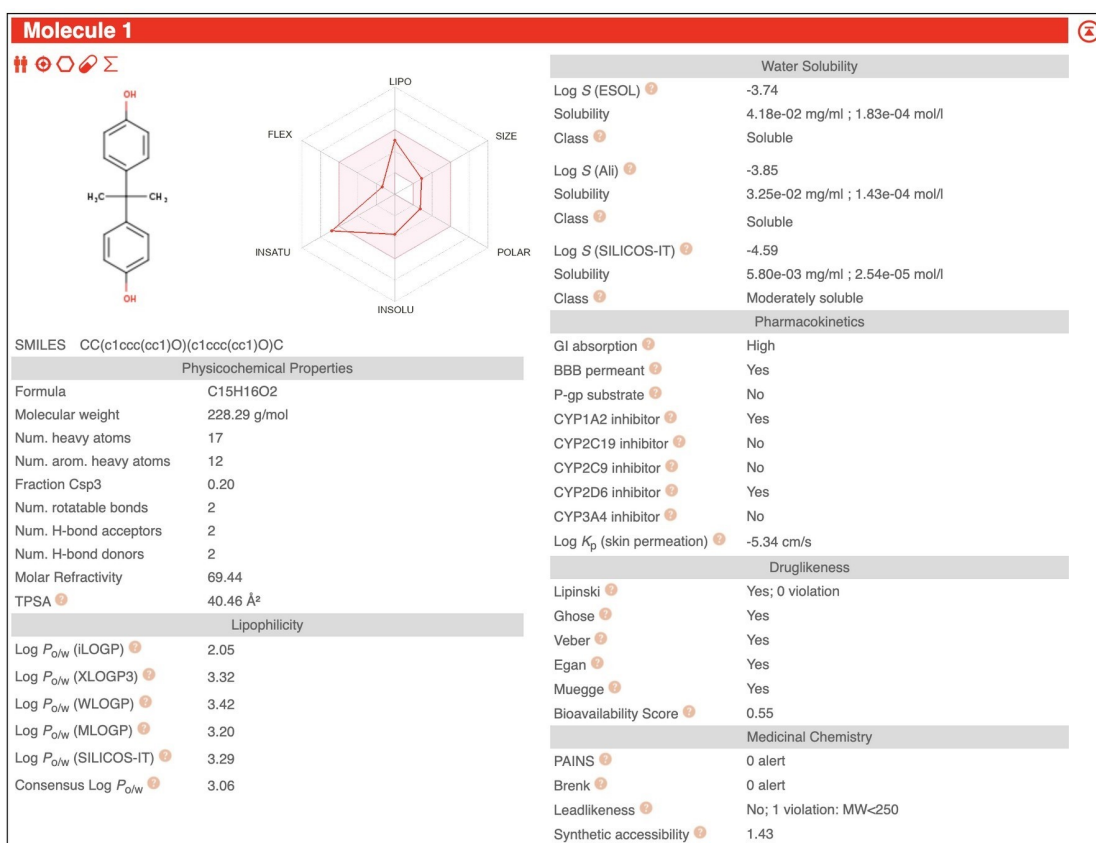 Molecule 1
OH
H₃C
CH₃
OH
LIPO
FLEX
SIZE
INSATU
POLAR
INSOLU
SMILES CC(c1ccc(cc1)O)(c1ccc(cc1)O)C
Physicochemical Properties
Formula C15H16O2
Molecular weight 228.29 g/mol
Num. heavy atoms 17
Num. arom. heavy atoms 12
Fraction Csp3 0.20
Num. rotatable bonds 2
Num. H-bond acceptors 2
Num. H-bond donors 2
Molar Refractivity 69.44
TPSA ? 40.46 Å²
Lipophilicity
Log Po/w (iLOGP) ? 2.05
Log Po/w (XLOGP3) ? 3.32
Log Po/w (WLOGP) ? 3.42
Log Po/w (MLOGP) ? 3.20
Log Po/w (SILICOS-IT) ? 3.29
Consensus Log Po/w ? 3.06
Water Solubility
Log S (ESOL) ? -3.74
Solubility 4.18e-02 mg/ml ; 1.83e-04 mol/l
Class ? Soluble
Log S (Ali) ? -3.85
Solubility 3.25e-02 mg/ml ; 1.43e-04 mol/l
Class ? Soluble
Log S (SILICOS-IT) ? -4.59
Solubility 5.80e-03 mg/ml ; 2.54e-05 mol/l
Class ? Moderately soluble
Pharmacokinetics
GI absorption ? High
BBB permeant ? Yes
P-gp substrate ? No
CYP1A2 inhibitor ? Yes
CYP2C19 inhibitor ? No
CYP2C9 inhibitor ? No
CYP2D6 inhibitor ? Yes
CYP3A4 inhibitor ? No
Log Kp (skin permeation) ? -5.34 cm/s
Druglikeness
Lipinski ? Yes; 0 violation
Ghose ? Yes
Veber ? Yes
Egan ? Yes
Muegge ? Yes
Bioavailability Score ? 0.55
Medicinal Chemistry
PAINS ? 0 alert
Brenk ? 0 alert
Leadlikeness ? No; 1 violation: MW<250
Synthetic accessibility ? 1.43